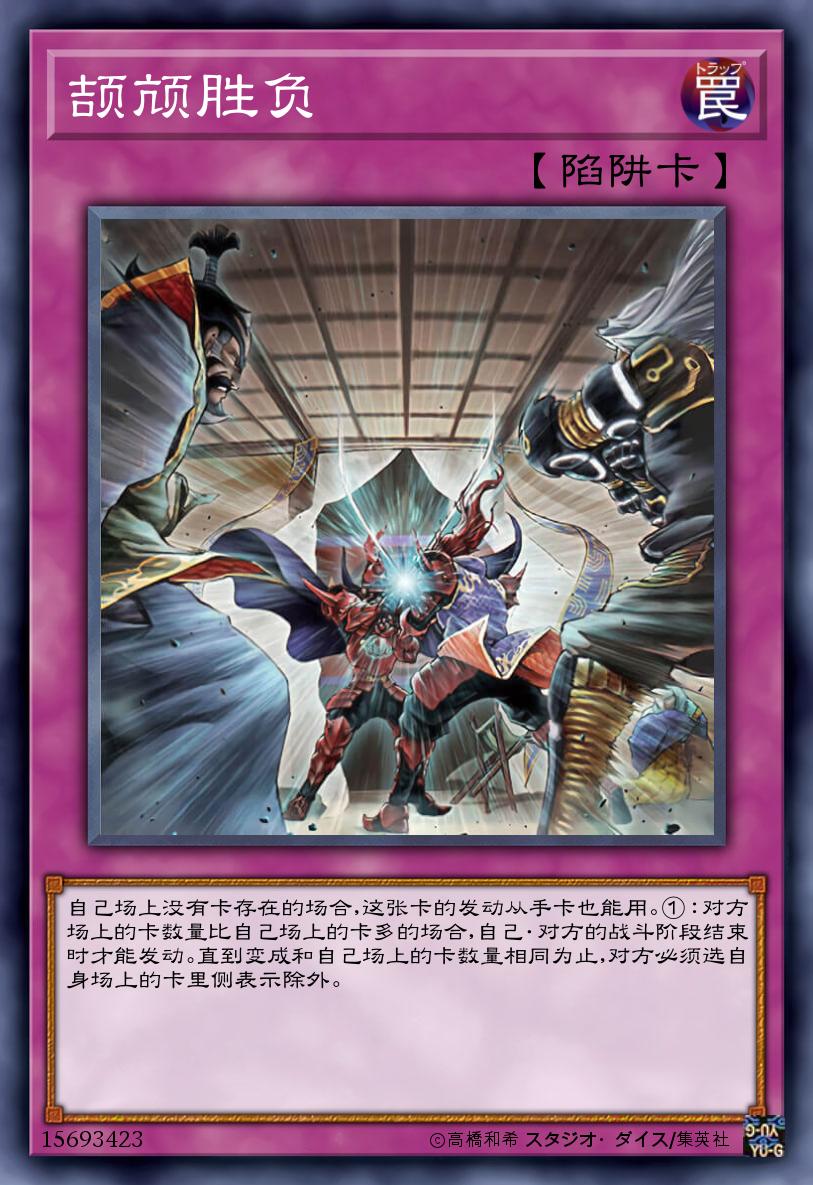 颉颃胜负
トラップ
罠
【陷阱卡】
自己场上没有卡存在的场合,这张卡的发动从手卡也能用。①:对方
场上的卡数量比自己场上的卡多的场合,自己·对方的战斗阶段结束
时才能发动。直到变成和自己场上的卡数量相同为止,对方必须选自
身场上的卡里侧表示除外。
15693423
©高橋和希 スタジオ・ダイス/集英社
YU-G
YU-G